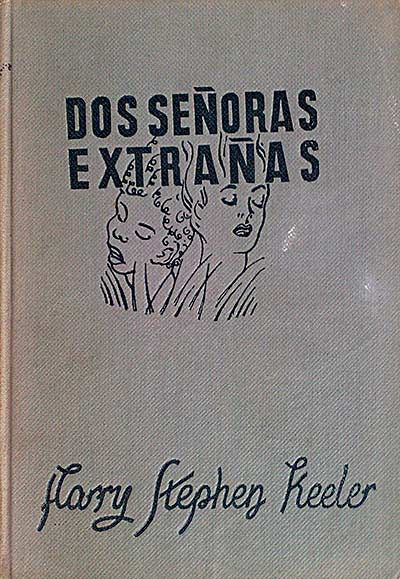 DOS SEÑORAS
EXTRAÑAS
Harry Stephen Keeler